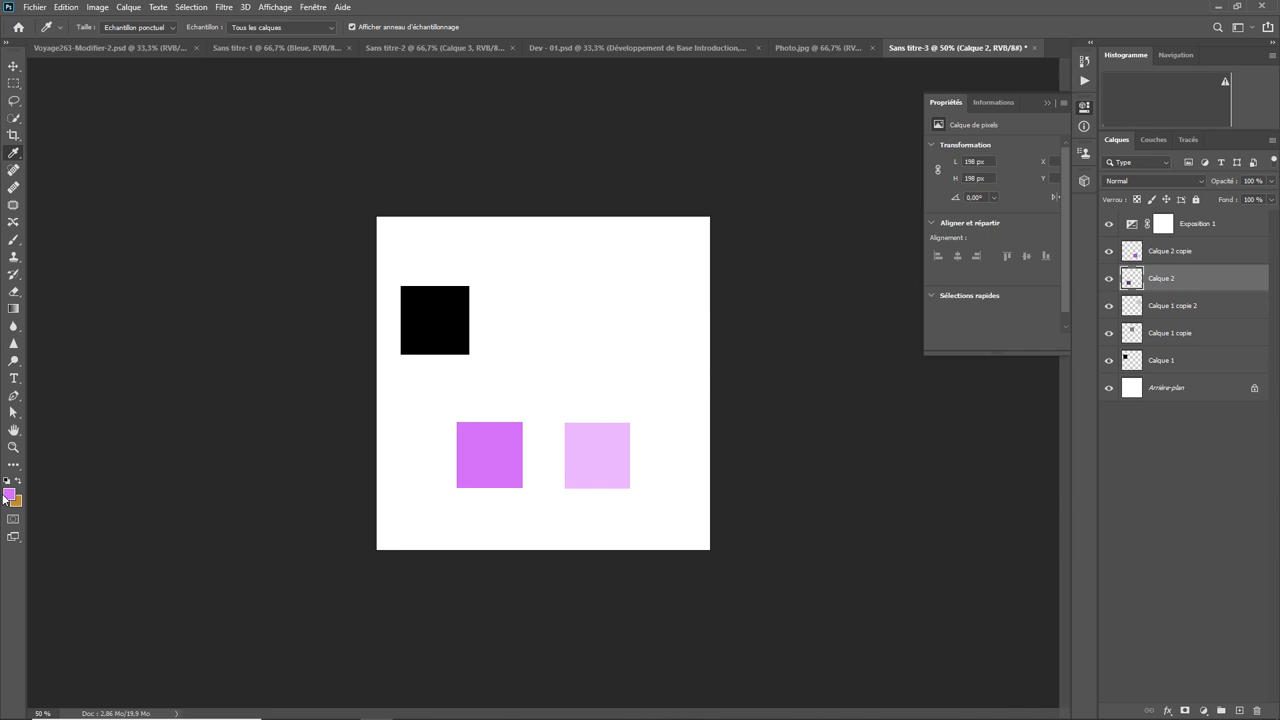 Ps Fichier Edition Image Calque Texte Sélection Filtre 3D Affichage Fenêtre Aide
Taille : Echantillon ponctuel Echantillon : Tous les calques Afficher anneau d'échantillonnage
Voyage263-Modifier-2.psd @ 33,3% (RVB/... × Sans titre-1 @ 66,7% (Bleue, RVB/8... × Sans titre-2 @ 66,7% (Calque 3, RVB/8... × Dev - 01.psd @ 33,3% (Développement de Base Introduction,... × Photo.jpg @ 66,7% (RV... × Sans titre-3 @ 50% (Calque 2, RVB/8#) * ×
Histogramme Navigation
Propriétés Informations
Calque de pixels
Transformation
L 198 px X
H 198 px Y
0,00°
Aligner et répartir
Alignement :
Sélections rapides
Calques Couches Tracés
Type
Normal Opacité : 100 %
Verrou : Fond : 100 %
Exposition 1
Calque 2 copie
Calque 2
Calque 1 copie 2
Calque 1 copie
Calque 1
Arrière-plan
50 % Doc : 2,86 Mo/19,9 Mo